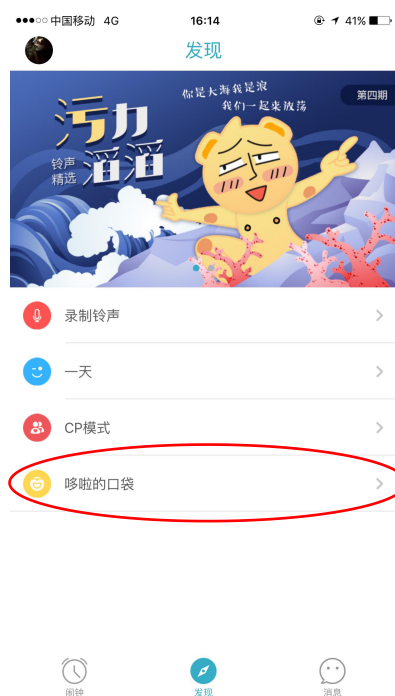 中国移动 4G 16:14 41%
发现
你是大海我是浪
我们一起来放荡
第四期
污力
滔滔
铃声
精选
录制铃声
一天
CP模式
哆啦的口袋
闹钟 发现 消息